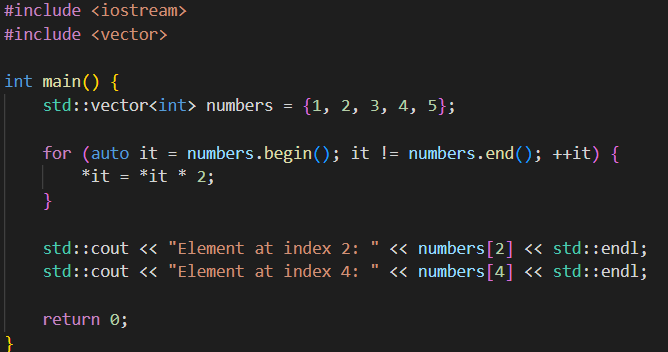 #include <iostream>
#include <vector>
int main() {
    std::vector<int> numbers = {1, 2, 3, 4, 5};
    for (auto it = numbers.begin(); it != numbers.end(); ++it) {
        *it = *it * 2;
    }
    std::cout << "Element at index 2: " << numbers[2] << std::endl;
    std::cout << "Element at index 4: " << numbers[4] << std::endl;
    return 0;
}